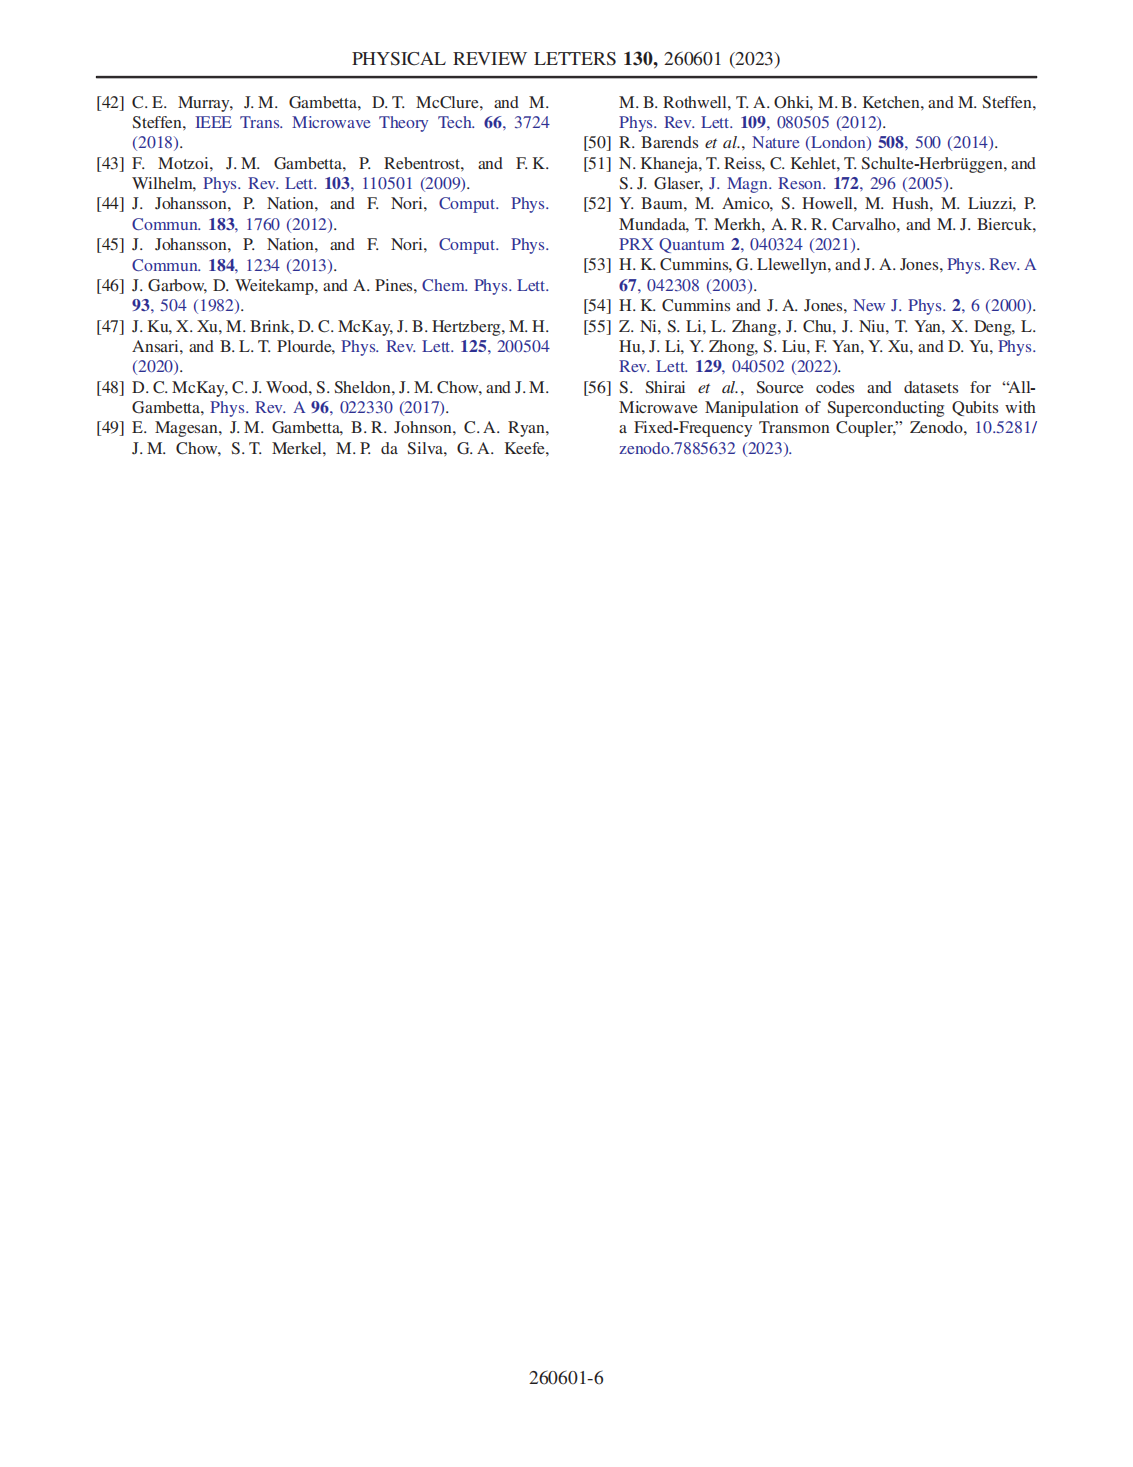 PHYSICAL REVIEW LETTERS 130, 260601 (2023)
[42] C. E. Murray, J. M. Gambetta, D. T. McClure, and M.
Steffen, IEEE Trans. Microwave Theory Tech. 66, 3724
(2018).
[43] F. Motzoi, J. M. Gambetta, P. Rebentrost, and F. K.
Wilhelm, Phys. Rev. Lett. 103, 110501 (2009).
[44] J. Johansson, P. Nation, and F. Nori, Comput. Phys.
Commun. 183, 1760 (2012).
[45] J. Johansson, P. Nation, and F. Nori, Comput. Phys.
Commun. 184, 1234 (2013).
[46] J. Garbow, D. Weitekamp, and A. Pines, Chem. Phys. Lett.
93, 504 (1982).
[47] J. Ku, X. Xu, M. Brink, D. C. McKay, J. B. Hertzberg, M. H.
Ansari, and B. L. T. Plourde, Phys. Rev. Lett. 125, 200504
(2020).
[48] D. C. McKay, C. J. Wood, S. Sheldon, J. M. Chow, and J. M.
Gambetta, Phys. Rev. A 96, 022330 (2017).
[49] E. Magesan, J. M. Gambetta, B. R. Johnson, C. A. Ryan,
J. M. Chow, S. T. Merkel, M. P. da Silva, G. A. Keefe,
M. B. Rothwell, T. A. Ohki, M. B. Ketchen, and M. Steffen,
Phys. Rev. Lett. 109, 080505 (2012).
[50] R. Barends et al., Nature (London) 508, 500 (2014).
[51] N. Khaneja, T. Reiss, C. Kehlet, T. Schulte-Herbrüggen, and
S. J. Glaser, J. Magn. Reson. 172, 296 (2005).
[52] Y. Baum, M. Amico, S. Howell, M. Hush, M. Liuzzi, P.
Mundada, T. Merkh, A. R. R. Carvalho, and M. J. Biercuk,
PRX Quantum 2, 040324 (2021).
[53] H. K. Cummins, G. Llewellyn, and J. A. Jones, Phys. Rev. A
67, 042308 (2003).
[54] H. K. Cummins and J. A. Jones, New J. Phys. 2, 6 (2000).
[55] Z. Ni, S. Li, L. Zhang, J. Chu, J. Niu, T. Yan, X. Deng, L.
Hu, J. Li, Y. Zhong, S. Liu, F. Yan, Y. Xu, and D. Yu, Phys.
Rev. Lett. 129, 040502 (2022).
[56] S. Shirai et al., Source codes and datasets for “All-
Microwave Manipulation of Superconducting Qubits with
a Fixed-Frequency Transmon Coupler,” Zenodo, 10.5281/
zenodo.7885632 (2023).
260601-6